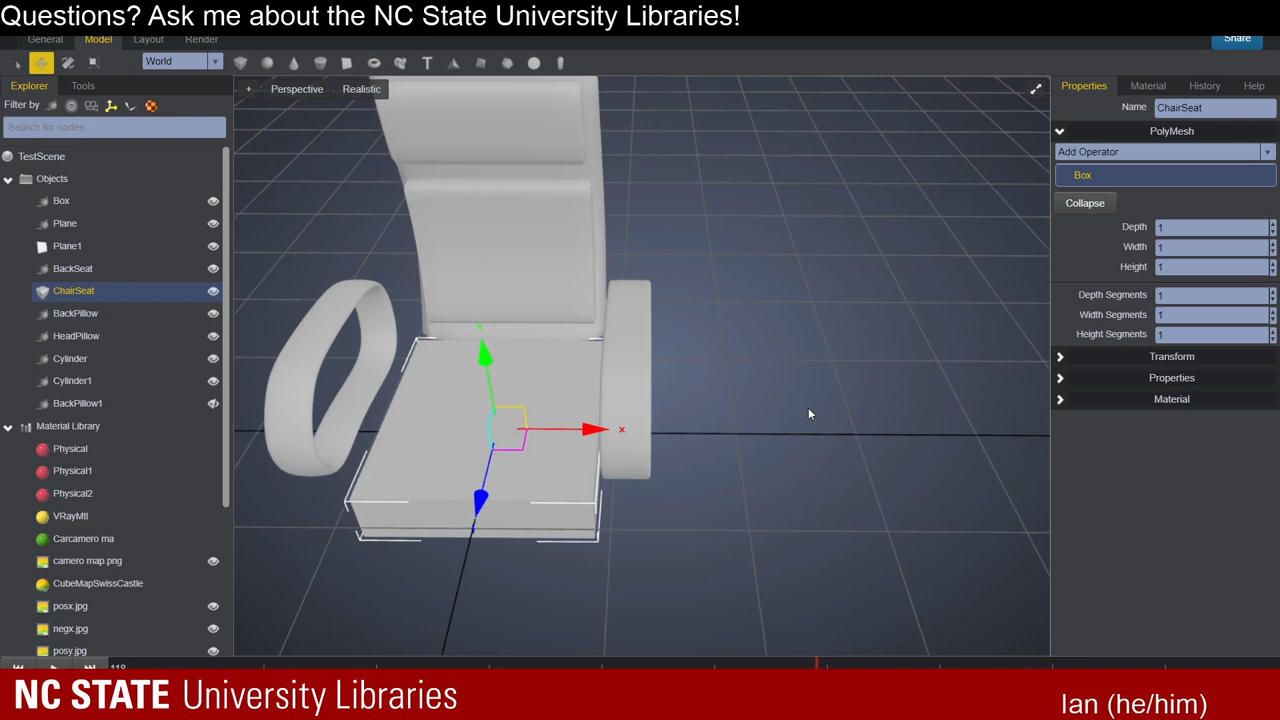 Questions? Ask me about the NC State University Libraries!
General Model Layout Render
Share
World
T
Explorer Tools
Filter by
Search for nodes
TestScene
Objects
Box
Plane
Plane1
BackSeat
ChairSeat
BackPillow
HeadPillow
Cylinder
Cylinder1
BackPillow1
Material Library
Physical
Physical1
Physical2
VRayMtl
Carcamero ma
camero map.png
CubeMapSwissCastle
posx.jpg
negx.jpg
posy.jpg
+ Perspective Realistic
x
Properties Material History Help
Name ChairSeat
PolyMesh
Add Operator
Box
Collapse
Depth 1
Width 1
Height 1
Depth Segments 1
Width Segments 1
Height Segments 1
Transform
Properties
Material
118
NC STATE University Libraries
Ian (he/him)